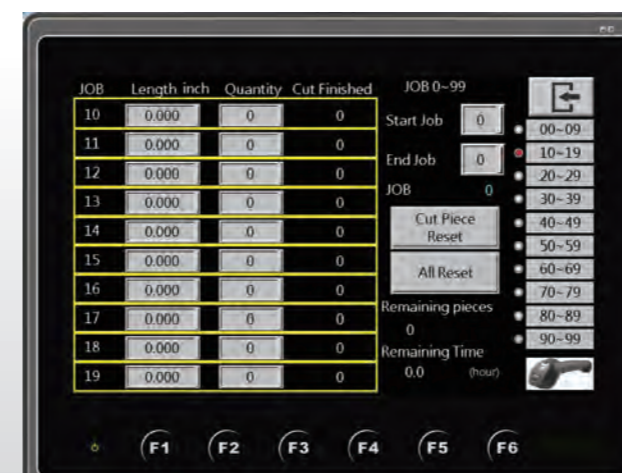 JOB Length inch Quantity Cut Finished
10 0.000 0 0
11 0.000 0 0
12 0.000 0 0
13 0.000 0 0
14 0.000 0 0
15 0.000 0 0
16 0.000 0 0
17 0.000 0 0
18 0.000 0 0
19 0.000 0 0
JOB 0~99
Start Job 0
End Job 0
JOB 0
Cut Piece
Reset
All Reset
Remaining pieces
0
Remaining Time
0.0 (hour)
00~09
10~19
20~29
30~39
40~49
50~59
60~69
70~79
80~89
90~99
F1 F2 F3 F4 F5 F6